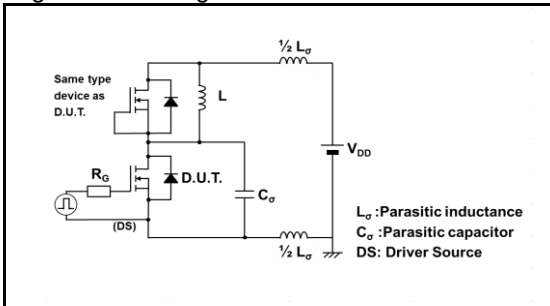 ½ Lσ
Same type
device as
D.U.T.
L
VDD
RG
D.U.T.
Cσ
(DS)
½ Lσ
Lσ :Parasitic inductance
Cσ :Parasitic capacitor
DS: Driver Source